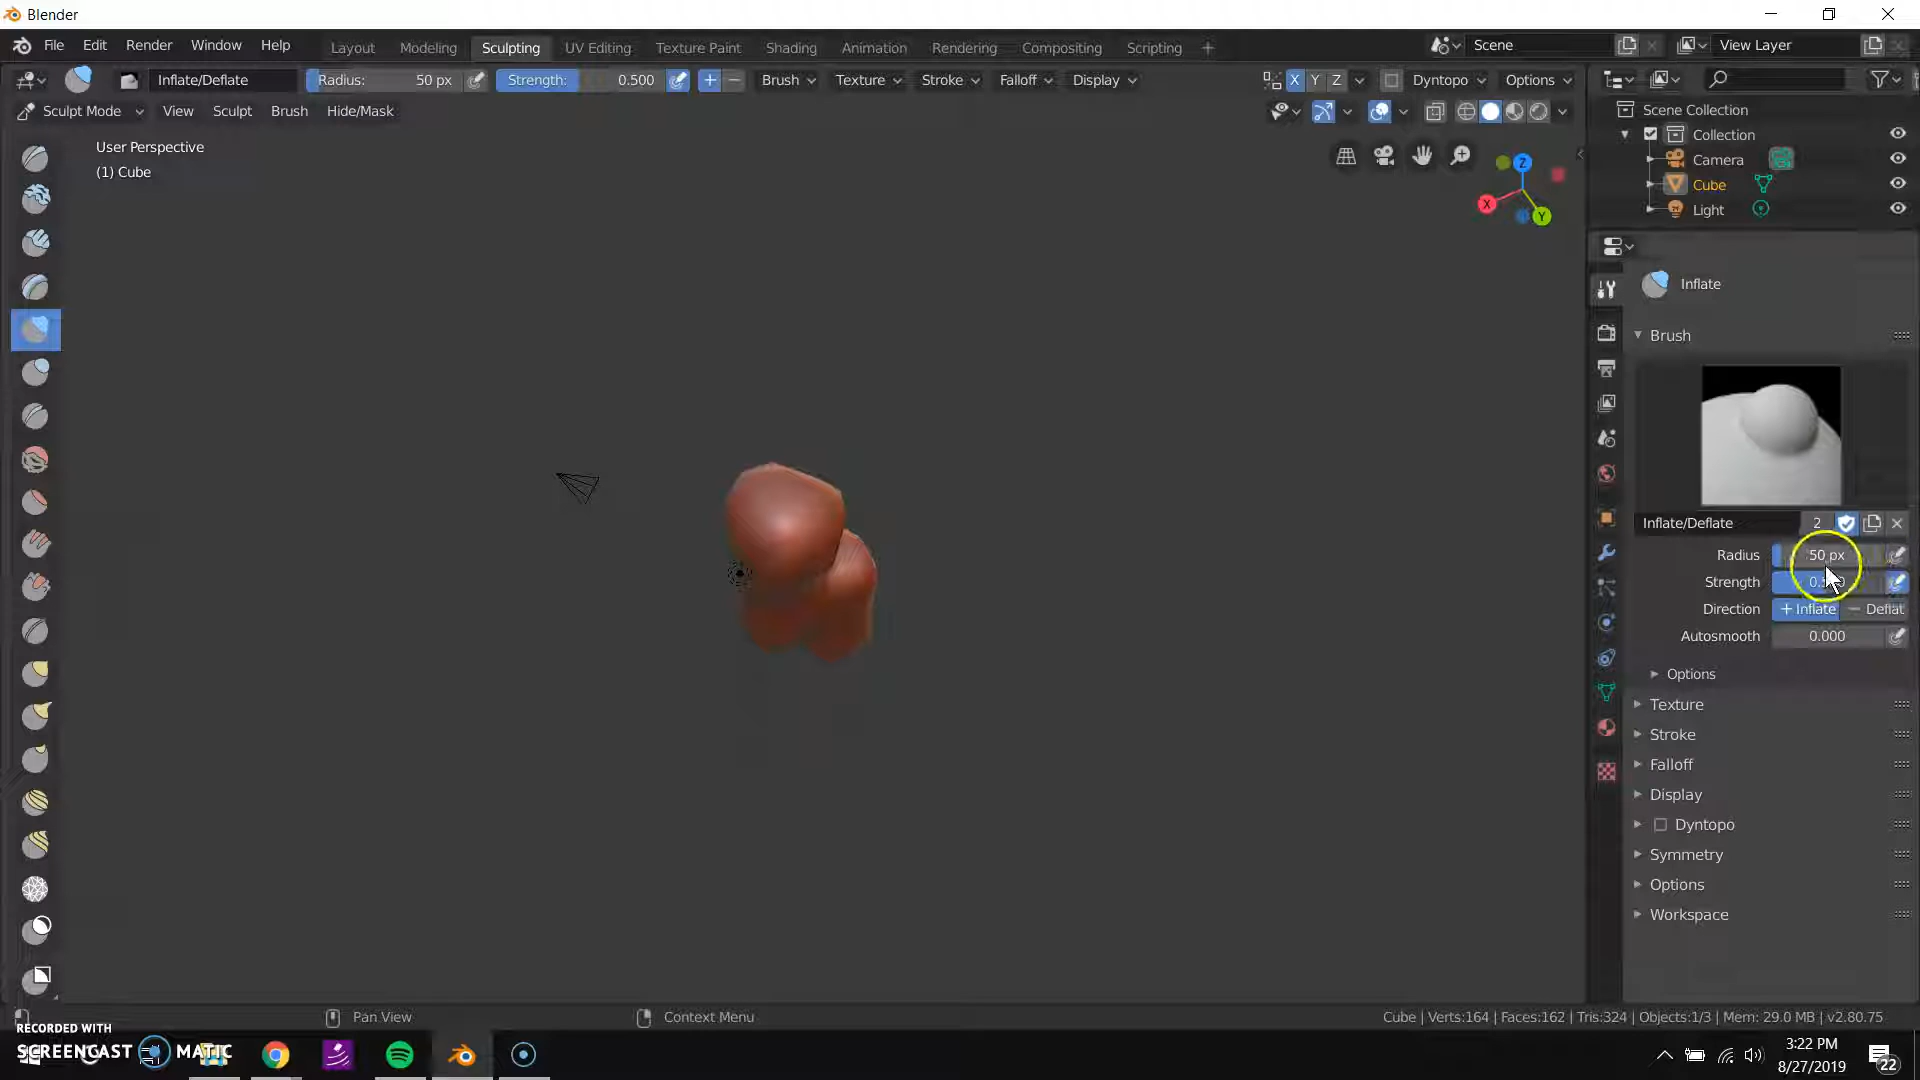 Blender
File Edit Render Window Help
Layout Modeling Sculpting UV Editing Texture Paint Shading Animation Rendering Compositing Scripting +
Scene
View Layer
Inflate/Deflate
Radius: 50 px
Strength: 0.500
+ −
Brush Texture Stroke Falloff Display
X Y Z
Dyntopo Options
Sculpt Mode View Sculpt Brush Hide/Mask
User Perspective
(1) Cube
Z
X
Y
Scene Collection
Collection
Camera
Cube
Light
Inflate
Brush
Inflate/Deflate 2
Radius 50 px
Strength
Direction + Inflate − Deflat
Autosmooth 0.000
Options
Texture
Stroke
Falloff
Display
Dyntopo
Symmetry
Options
Workspace
Pan View
Context Menu
Cube | Verts:164 | Faces:162 | Tris:324 | Objects:1/3 | Mem: 29.0 MB | v2.80.75
RECORDED WITH
SCREENCAST MATIC
3:22 PM
8/27/2019
22